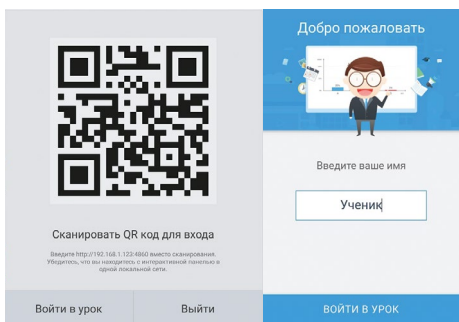 Сканировать QR код для входа
Введите http://192.168.1.123:4860 вместо сканирования.
Убедитесь, что вы находитесь с интерактивной панелью в
одной локальной сети.
Войти в урок
Выйти
Добро пожаловать
Введите ваше имя
Ученик
ВОЙТИ В УРОК